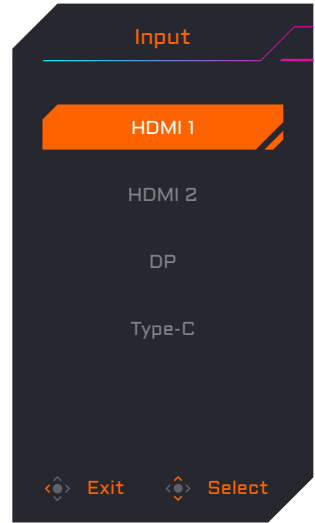 Input
HDMI 1
HDMI 2
DP
Type-C
Exit Select